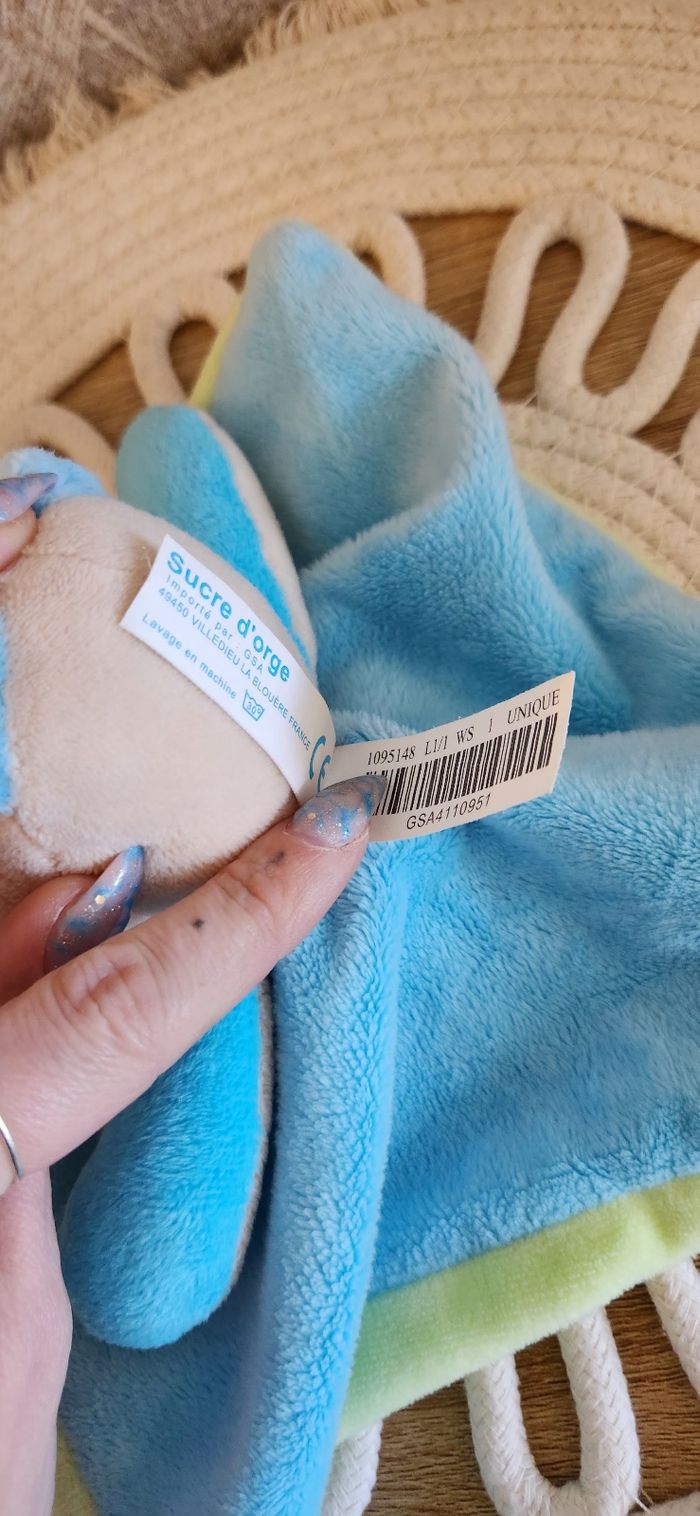 Sucre d'orge
Importé par : GSA
49450 VILLEDIEU LA BLOUÈRE FRANCE
Lavage en machine
30°
CE
1095148 L1/1 WS 1 UNIQUE
GSA4110951